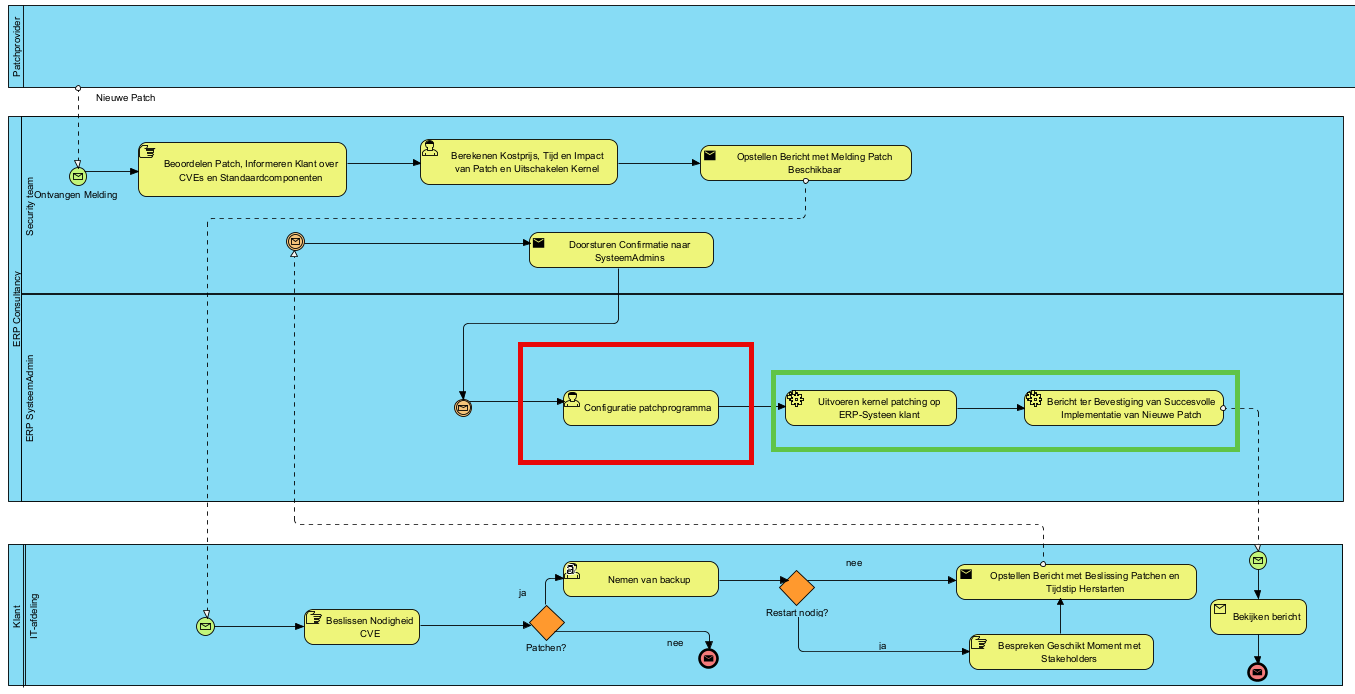 Patchprovider
Nieuwe Patch
ERP Consultancy
Security team
Ontvangen Melding
Beoordelen Patch, Informeren Klant over
CVEs en Standaardcomponenten
Berekenen Kostprijs, Tijd en Impact
van Patch en Uitschakelen Kernel
Opstellen Bericht met Melding Patch
Beschikbaar
Doorsturen Confirmatie naar
SysteemAdmins
ERP SysteemAdmin
Configuratie patchprogramma
Uitvoeren kernel patching op
ERP-Systeen klant
Bericht ter Bevestiging van Succesvolle
Implementatie van Nieuwe Patch
Klant
IT-afdeling
Beslissen Nodigheid
CVE
Patchen?
ja
nee
Nemen van backup
Restart nodig?
nee
ja
Opstellen Bericht met Beslissing Patchen en
Tijdstip Herstarten
Bespreken Geschikt Moment met
Stakeholders
Bekijken bericht